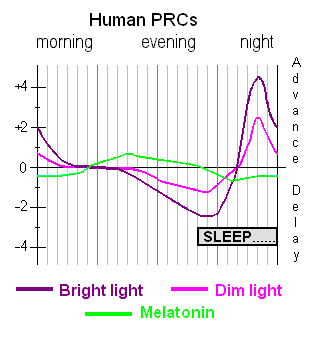 Human PRCs
morning evening night
+4
+2
0
-2
-4
Advance Delay
SLEEP......
Bright light Dim light
Melatonin